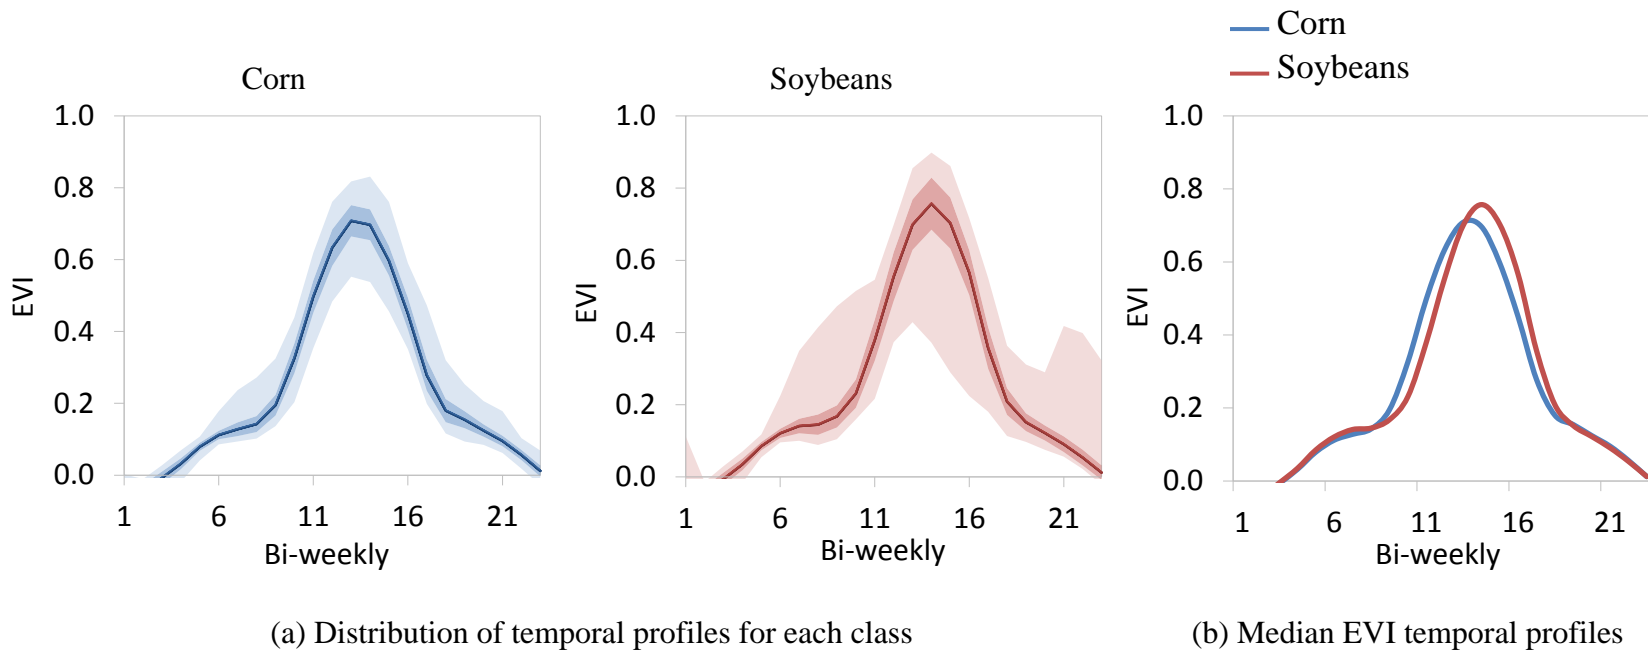 Corn
Soybeans
Corn
1.0
0.8
0.6
0.4
0.2
0.0
EVI
1 6 11 16 21
Bi-weekly
Soybeans
1.0
0.8
0.6
0.4
0.2
0.0
EVI
1 6 11 16 21
Bi-weekly
1.0
0.8
0.6
0.4
0.2
0.0
EVI
1 6 11 16 21
Bi-weekly
(a) Distribution of temporal profiles for each class
(b) Median EVI temporal profiles